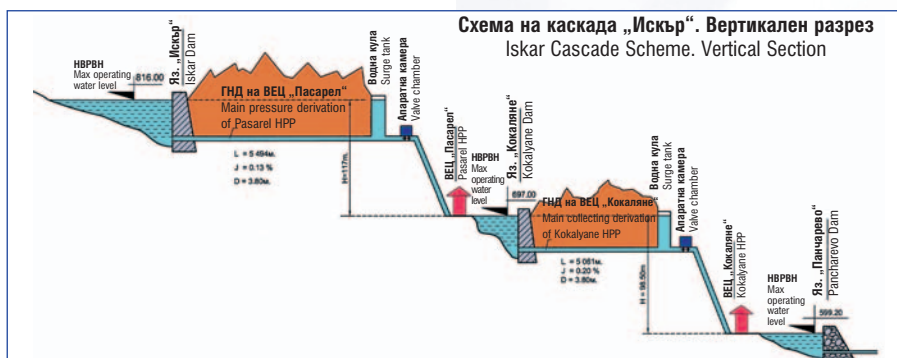 Схема на каскада „Искър“. Вертикален разрез
Iskar Cascade Scheme. Vertical Section
НВРВН
Max operating
water level
816.00
Яз. „Искър“
Iskar Dam
ГНД на ВЕЦ „Пасарел“
Main pressure derivation
of Pasarel HPP
L = 5 494м.
J = 0.13 %
D = 3.80м.
H=117м.
Водна кула
Surge tank
Апаратна камера
Valve chamber
ВЕЦ „Пасарел“
Pasarel HPP
НВРВН
Max
operating
water
level
Яз. „Кокаляне“
Kokalyane Dam
697.00
ГНД на ВЕЦ „Кокаляне“
Main collecting derivation
of Kokalyane HPP
L = 5 081м.
J = 0.20 %
D = 3.80м.
H = 98.50m
Водна кула
Surge tank
Апаратна камера
Valve chamber
ВЕЦ „Кокаляне“
Kokalyane HPP
НВРВН
Max
operating
water
level
Яз. „Панчарево“
Pancharevo Dam
599.20